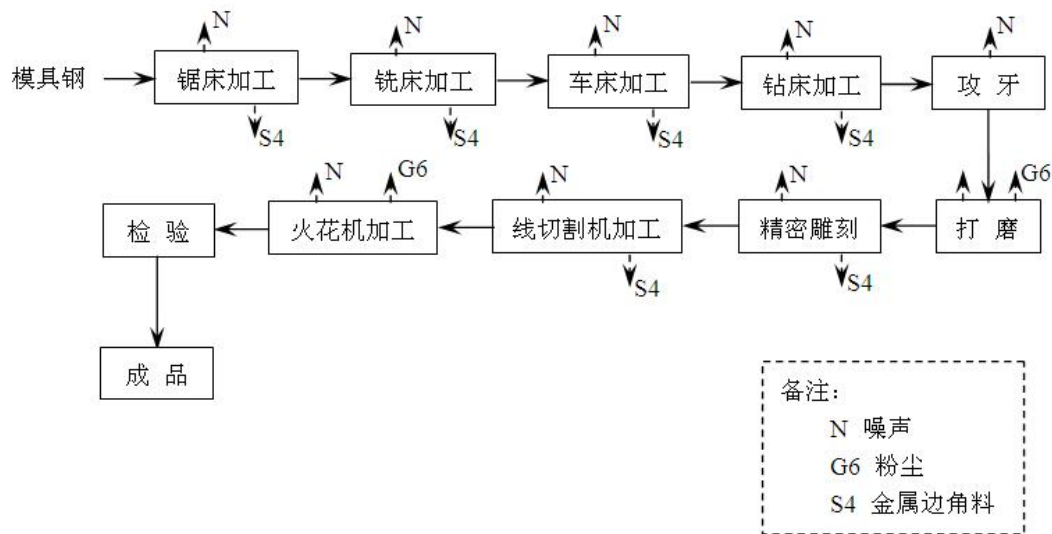 N N N N N
模具钢 锯床加工 铣床加工 车床加工 钻床加工 攻牙
S4 S4 S4 S4
N G6 N N G6
检验 火花机加工 线切割机加工 精密雕刻 打磨
S4 S4
成品
备注:
N 噪声
G6 粉尘
S4 金属边角料